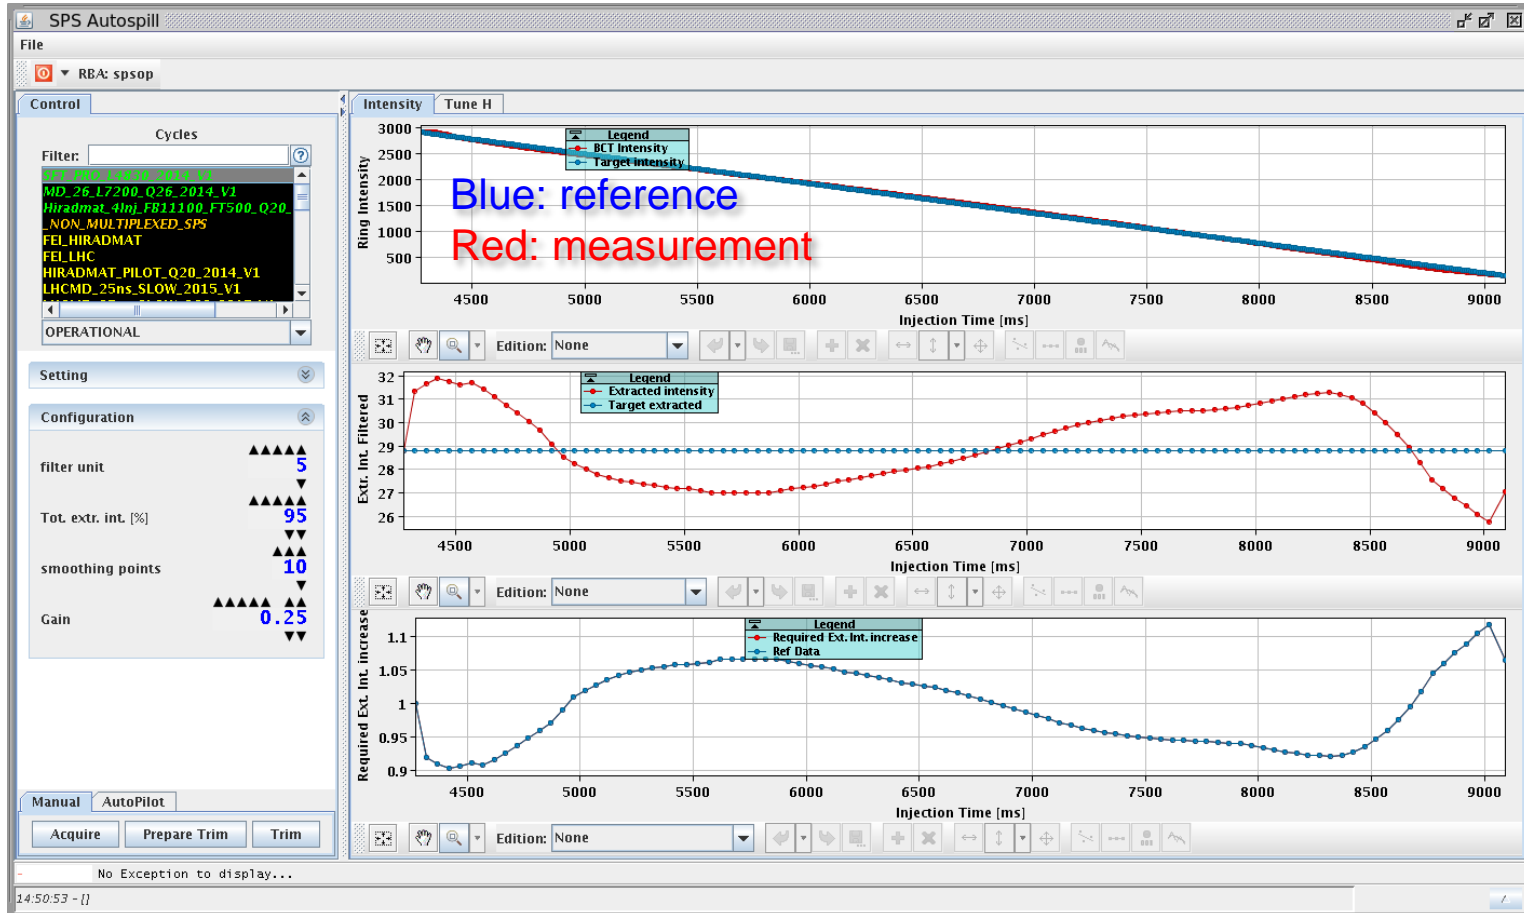 SPS Autospill
File
RBA: spsop
Control
Cycles
Filter:
SFT_PRO_L4830_2014_V1
MD_26_L7200_Q26_2014_V1
Hiradmat_4Inj_FB11100_FT500_Q20_
_NON_MULTIPLEXED_SPS
FEI_HIRADMAT
FEI_LHC
HIRADMAT_PILOT_Q20_2014_V1
LHCMD_25ns_SLOW_2015_V1
OPERATIONAL
Setting
Configuration
filter unit 5
Tot. extr. int. [%] 95
smoothing points 10
Gain 0.25
Manual AutoPilot
Acquire Prepare Trim Trim
Intensity Tune H
Ring Intensity
3000
2500
2000
1500
1000
500
Legend
BCT Intensity
Target intensity
Blue: reference
Red: measurement
4500 5000 5500 6000 6500 7000 7500 8000 8500 9000
Injection Time [ms]
Edition: None
Extr. Int. Filtered
32
31
30
29
28
27
26
Legend
Extracted intensity
Target extracted
4500 5000 5500 6000 6500 7000 7500 8000 8500 9000
Injection Time [ms]
Edition: None
Required Ext. Int. increase
1.1
1.05
1
0.95
0.9
Legend
Required Ext. Int. increase
Ref Data
4500 5000 5500 6000 6500 7000 7500 8000 8500 9000
Injection Time [ms]
Edition: None
No Exception to display...
14:50:53 - []